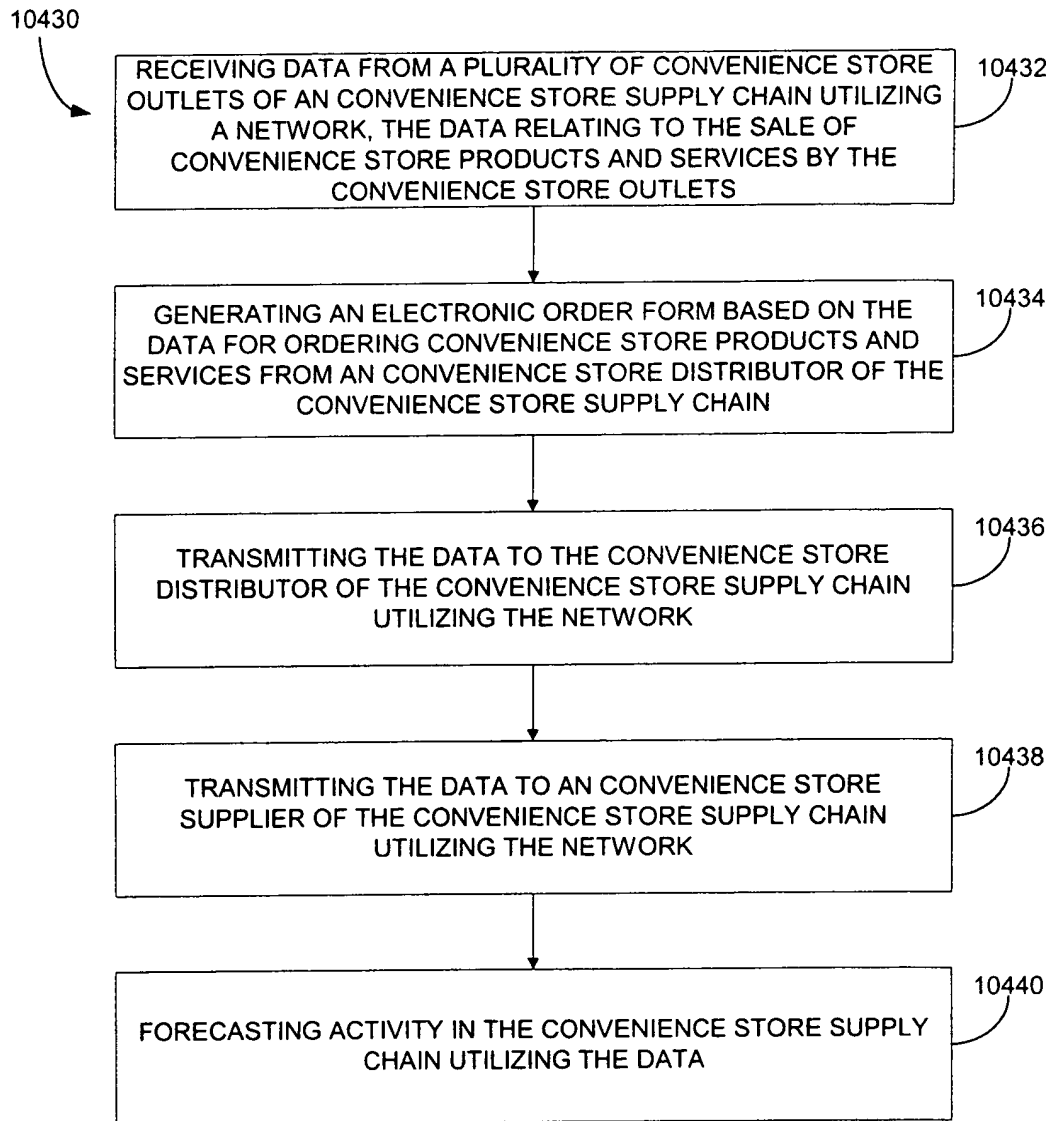 10430
RECEIVING DATA FROM A PLURALITY OF CONVENIENCE STORE
OUTLETS OF AN CONVENIENCE STORE SUPPLY CHAIN UTILIZING
A NETWORK, THE DATA RELATING TO THE SALE OF
CONVENIENCE STORE PRODUCTS AND SERVICES BY THE
CONVENIENCE STORE OUTLETS
10432
GENERATING AN ELECTRONIC ORDER FORM BASED ON THE
DATA FOR ORDERING CONVENIENCE STORE PRODUCTS AND
SERVICES FROM AN CONVENIENCE STORE DISTRIBUTOR OF THE
CONVENIENCE STORE SUPPLY CHAIN
10434
TRANSMITTING THE DATA TO THE CONVENIENCE STORE
DISTRIBUTOR OF THE CONVENIENCE STORE SUPPLY CHAIN
UTILIZING THE NETWORK
10436
TRANSMITTING THE DATA TO AN CONVENIENCE STORE
SUPPLIER OF THE CONVENIENCE STORE SUPPLY CHAIN
UTILIZING THE NETWORK
10438
FORECASTING ACTIVITY IN THE CONVENIENCE STORE SUPPLY
CHAIN UTILIZING THE DATA
10440